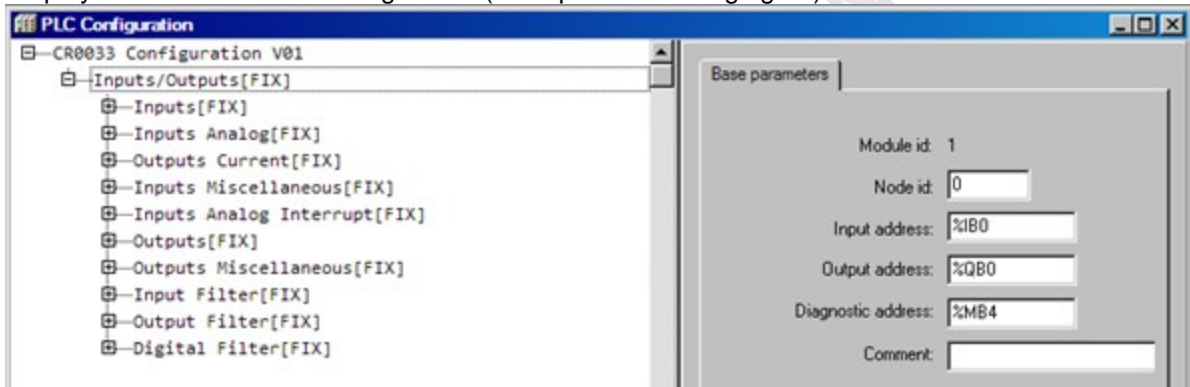 PLC Configuration
CR0033 Configuration V01
Inputs/Outputs[FIX]
Inputs[FIX]
Inputs Analog[FIX]
Outputs Current[FIX]
Inputs Miscellaneous[FIX]
Inputs Analog Interrupt[FIX]
Outputs[FIX]
Outputs Miscellaneous[FIX]
Input Filter[FIX]
Output Filter[FIX]
Digital Filter[FIX]
Base parameters
Module id: 1
Node id: 0
Input address: %IB0
Output address: %QB0
Diagnostic address: %MB4
Comment: